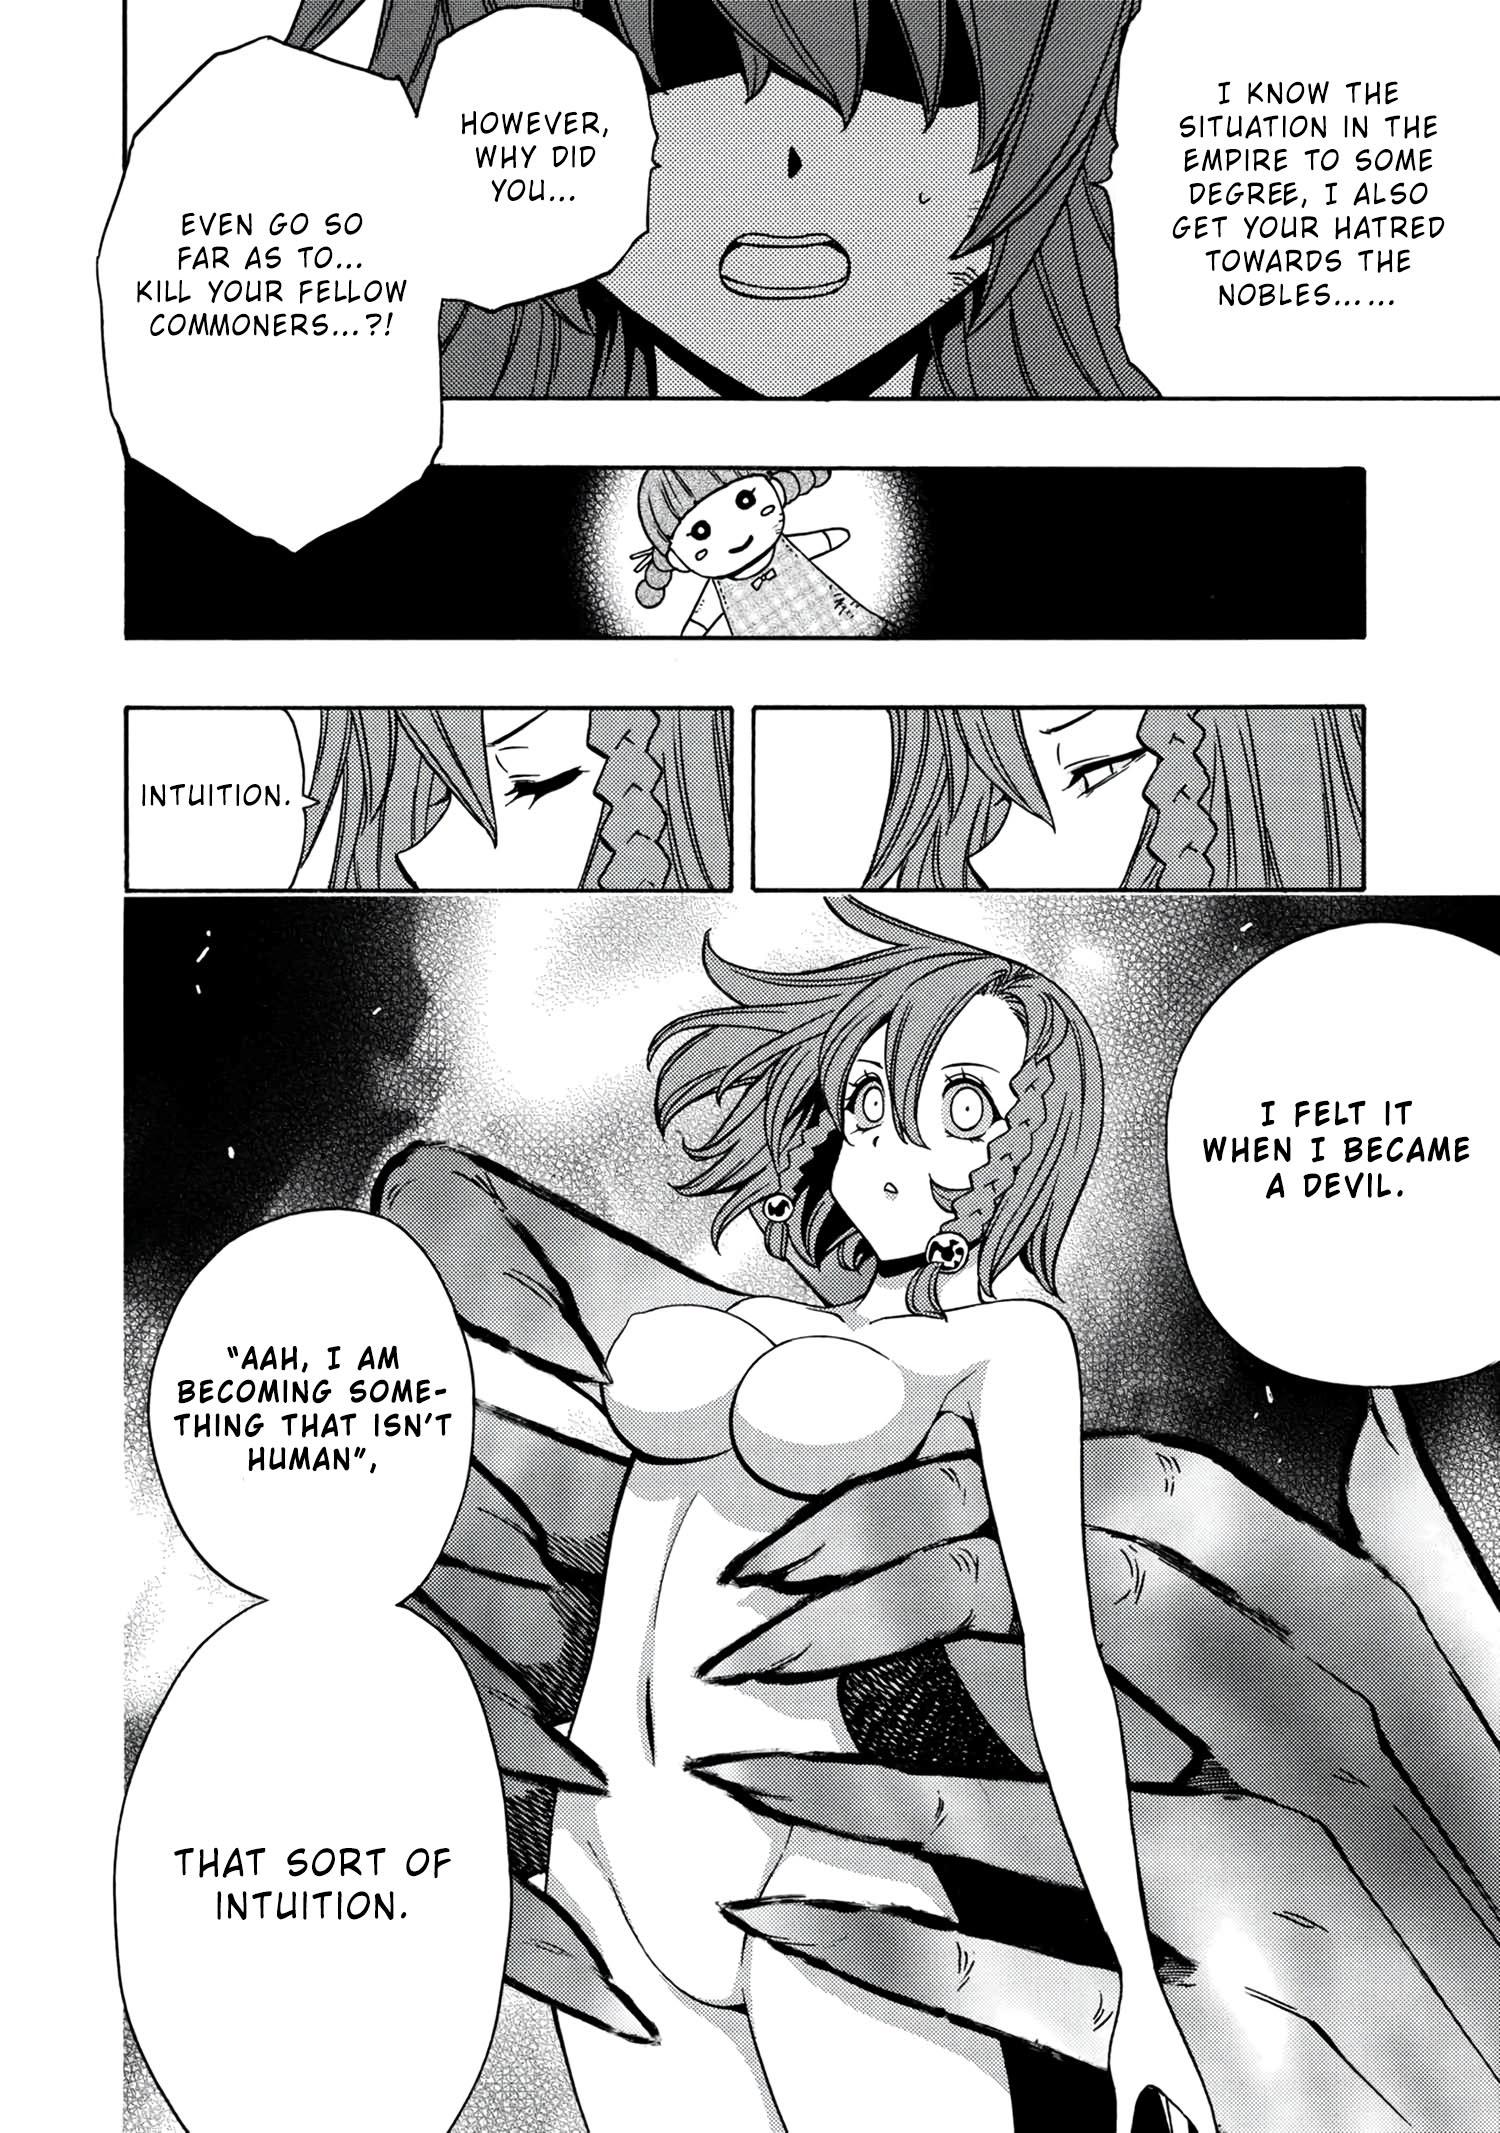 I KNOW THE
SITUATION IN THE
EMPIRE TO SOME
DEGREE, I ALSO
GET YOUR HATRED
TOWARDS THE
NOBLES......
HOWEVER,
WHY DID
YOU...
EVEN GO SO
FAR AS TO...
KILL YOUR FELLOW
COMMONERS...?!
INTUITION.
I FELT IT
WHEN I BECAME
A DEVIL.
"AAH, I AM
BECOMING SOME-
THING THAT ISN'T
HUMAN",
THAT SORT OF
INTUITION.